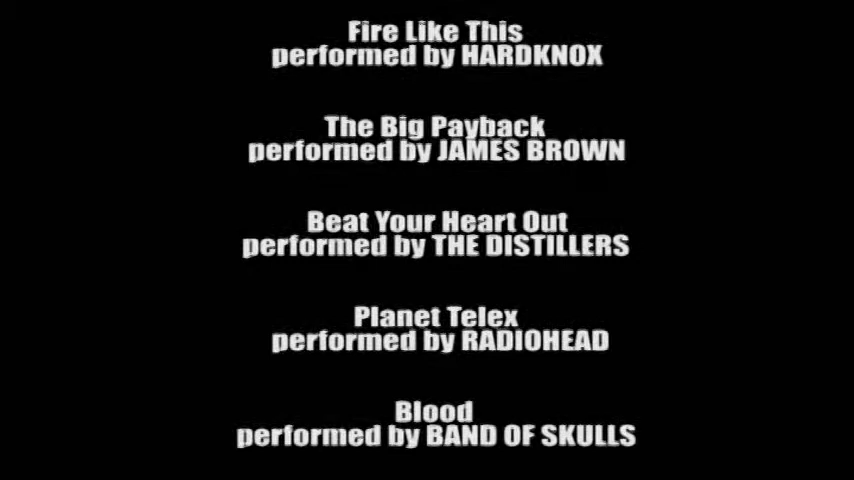 Fire Like This
performed by HARDKNOX
The Big Payback
performed by JAMES BROWN
Beat Your Heart Out
performed by THE DISTILLERS
Planet Telex
performed by RADIOHEAD
Blood
performed by BAND OF SKULLS